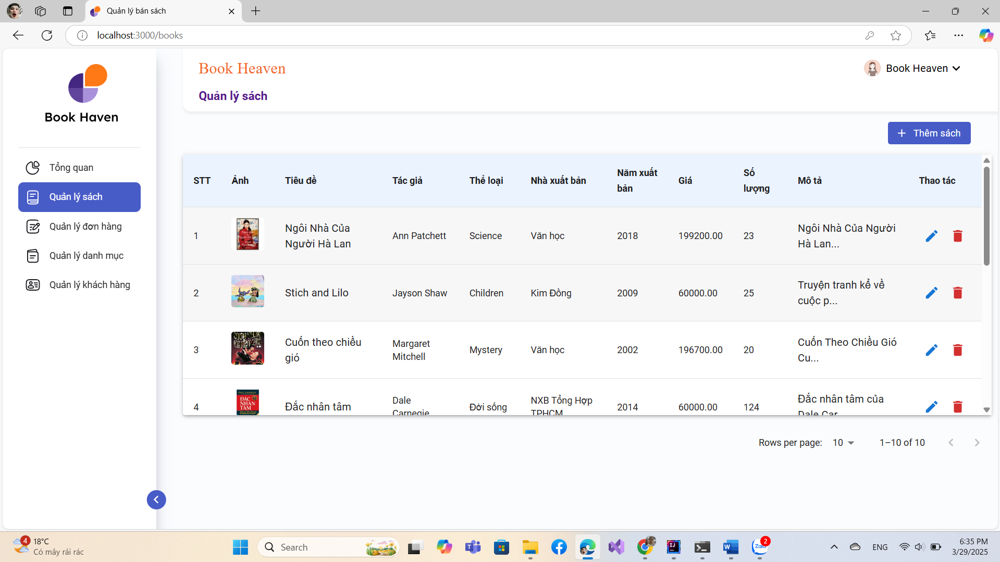 Quản lý bán sách
localhost:3000/books
Book Haven
Tổng quan
Quản lý sách
Quản lý đơn hàng
Quản lý danh mục
Quản lý khách hàng
Book Heaven
Book Heaven
Quản lý sách
+ Thêm sách
STT Ảnh Tiêu đề Tác giả Thể loại Nhà xuất bản Năm xuất bản Giá Số lượng Mô tả Thao tác
1 Ngôi Nhà Của Người Hà Lan Ann Patchett Science Văn học 2018 199200.00 23 Ngôi Nhà Của Người Hà Lan...
2 Stich and Lilo Jayson Shaw Children Kim Đồng 2009 60000.00 25 Truyện tranh kể về cuộc p...
3 Cuốn theo chiều gió Margaret Mitchell Mystery Văn học 2002 196700.00 20 Cuốn Theo Chiều Gió Cu...
ĐẮC NHÂN TÂM
4 Đắc nhân tâm Dale Carnegie Đời sống NXB Tổng Hợp TPHCM 2014 60000.00 124 Đắc nhân tâm của Dale Car...
Rows per page: 10 1–10 of 10
4
18°C
Có mây rải rác
Search
Zalo
2
ENG
6:35 PM
3/29/2025